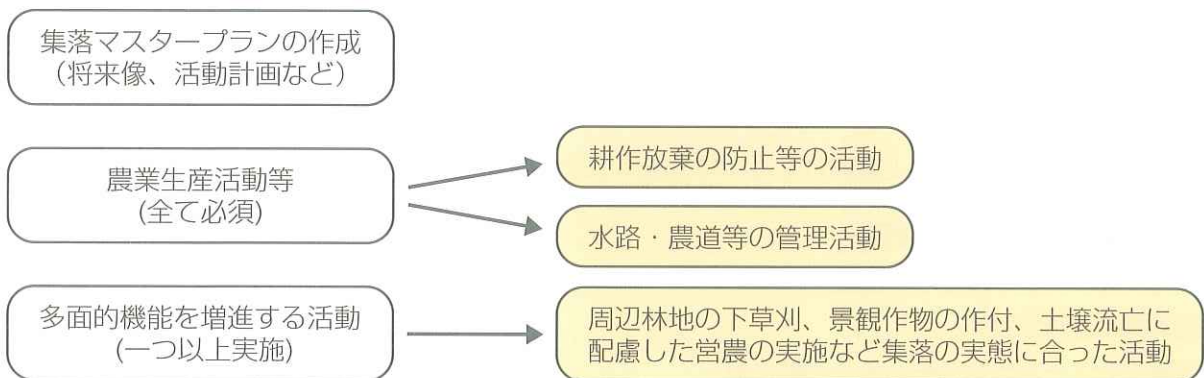 集落マスタープランの作成
（将来像、活動計画など）
農業生産活動等
(全て必須)
耕作放棄の防止等の活動
水路・農道等の管理活動
多面的機能を増進する活動
(一つ以上実施)
周辺林地の下草刈、景観作物の作付、土壌流亡に
配慮した営農の実施など集落の実態に合った活動